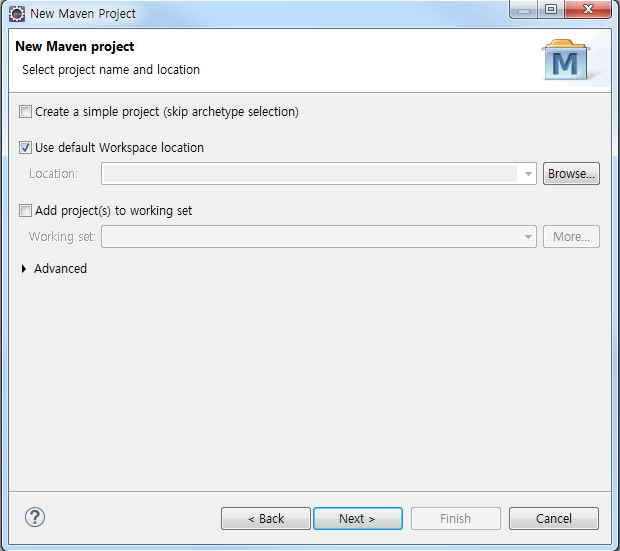 New Maven Project
New Maven project
Select project name and location
M
Create a simple project (skip archetype selection)
Use default Workspace location
Location:
Browse...
Add project(s) to working set
Working set:
More...
Advanced
?
< Back
Next >
Finish
Cancel